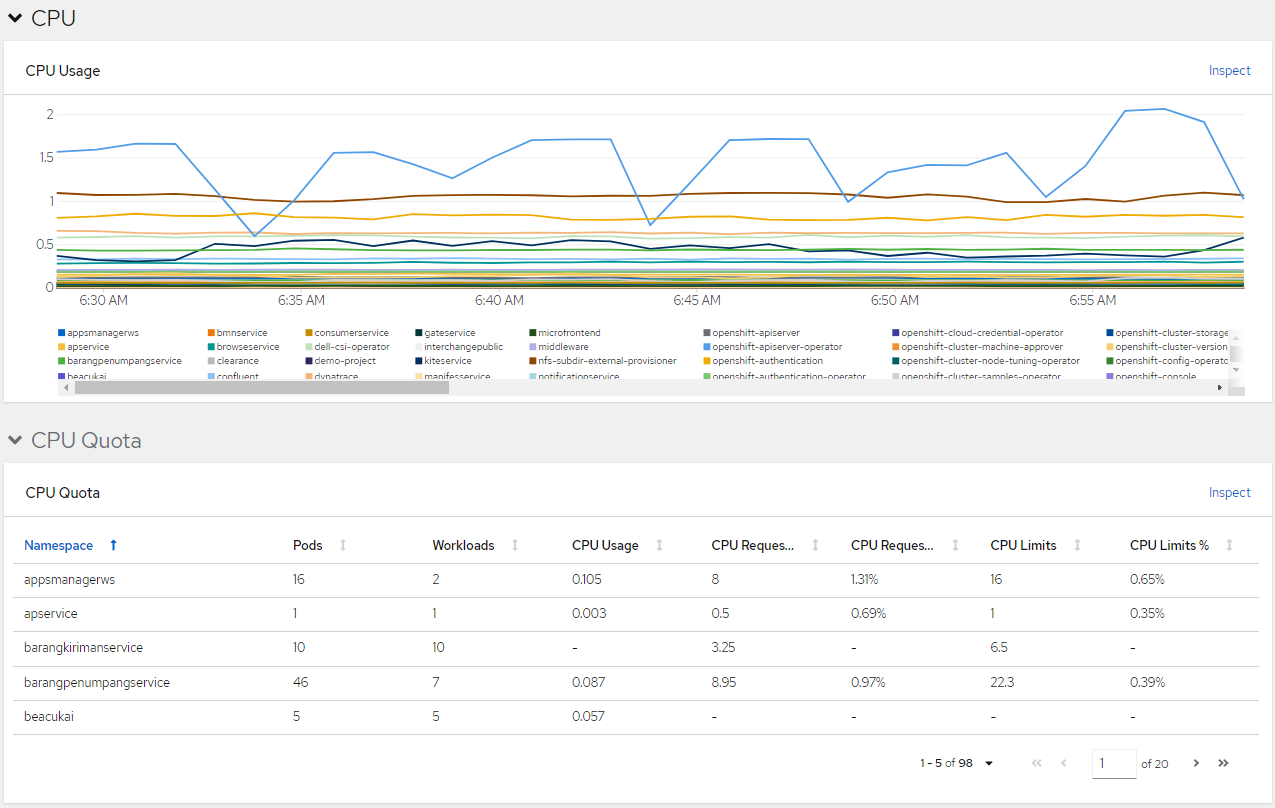 CPU
CPU Usage Inspect
2
1.5
1
0.5
0
6:30 AM 6:35 AM 6:40 AM 6:45 AM 6:50 AM 6:55 AM
appsmanagerws bmnservice consumerservice gateservice microfrontend openshift-apiserver openshift-cloud-credential-operator openshift-cluster-storage
apservice browseservice dell-csi-operator interchangepublic middleware openshift-apiserver-operator openshift-cluster-machine-approver openshift-cluster-version
barangpenumpangservice clearance demo-project kiteservice nfs-subdir-external-provisioner openshift-authentication openshift-cluster-node-tuning-operator openshift-config-operato
beacukai confluent dynatrace manifesservice notificationservice openshift-authentication-operator openshift-cluster-samples-operator openshift-console
CPU Quota
CPU Quota Inspect
Namespace Pods Workloads CPU Usage CPU Reques... CPU Reques... CPU Limits CPU Limits %
appsmanagerws 16 2 0.105 8 1.31% 16 0.65%
apservice 1 1 0.003 0.5 0.69% 1 0.35%
barangkirimanservice 10 10 - 3.25 - 6.5 -
barangpenumpangservice 46 7 0.087 8.95 0.97% 22.3 0.39%
beacukai 5 5 0.057 - - - -
1 - 5 of 98 1 of 20